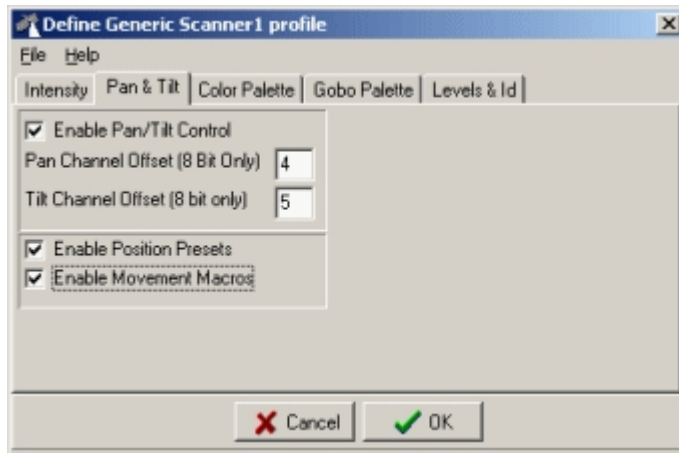 Define Generic Scanner1 profile
File Help
Intensity Pan & Tilt Color Palette Gobo Palette Levels & Id
Enable Pan/Tilt Control
Pan Channel Offset (8 Bit Only) 4
Tilt Channel Offset (8 bit only) 5
Enable Position Presets
Enable Movement Macros
Cancel OK